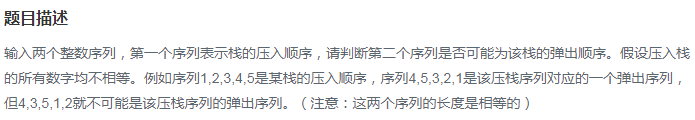 题目描述
输入两个整数序列，第一个序列表示栈的压入顺序，请判断第二个序列是否可能为该栈的弹出顺序。假设压入栈
的所有数字均不相等。例如序列1,2,3,4,5是某栈的压入顺序，序列4,5,3,2,1是该压栈序列对应的一个弹出序列，
但4,3,5,1,2就不可能是该压栈序列的弹出序列。（注意：这两个序列的长度是相等的）